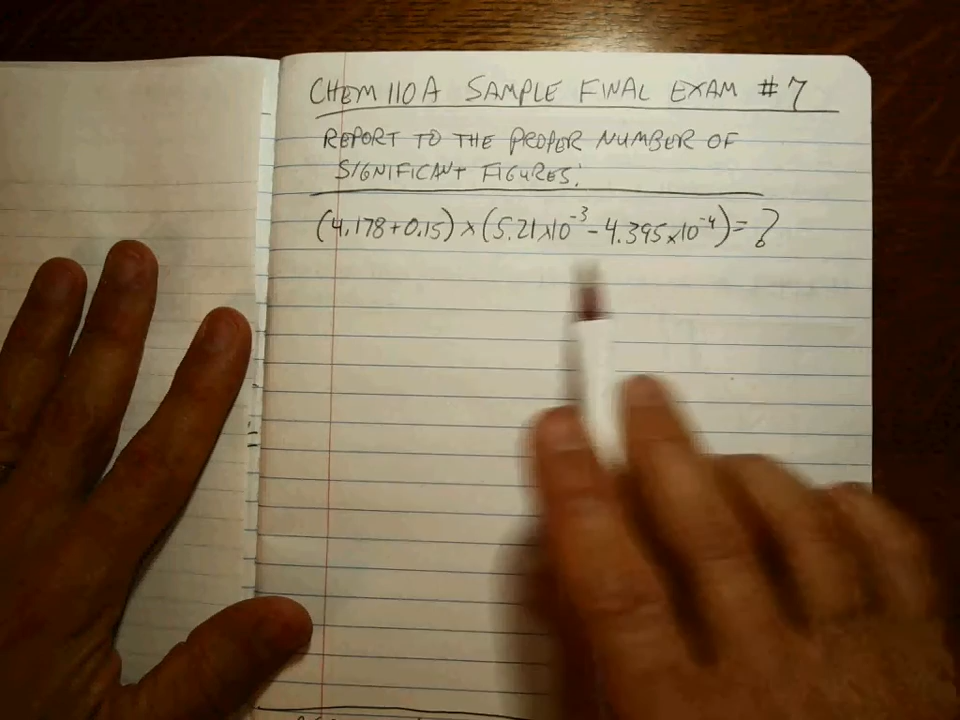 CHEM 110A SAMPLE FINAL EXAM #7
REPORT TO THE PROPER NUMBER OF
SIGNIFICANT FIGURES:
(4.178+0.15)×(5.21×10⁻³-4.395×10⁻⁴)=?